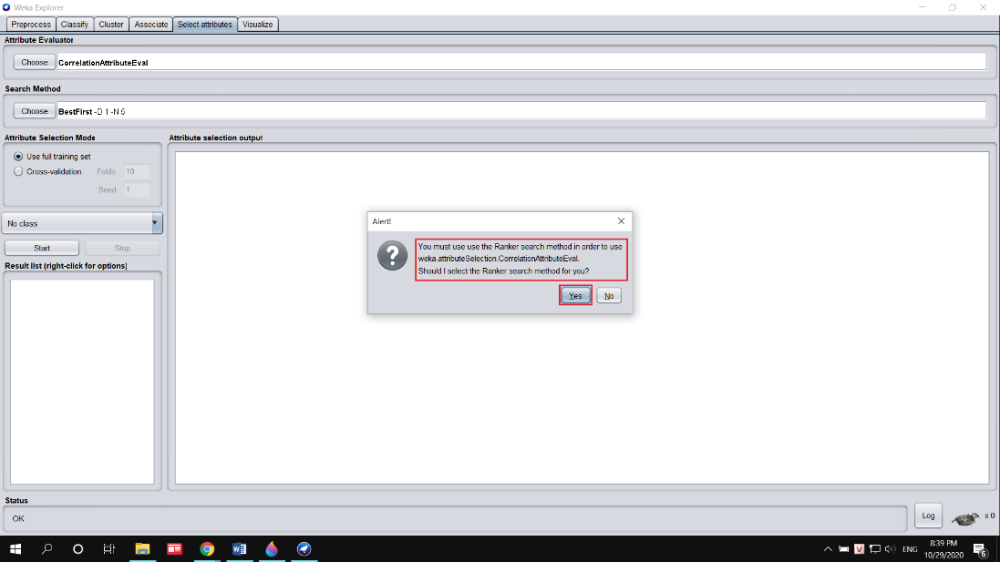 Weka Explorer
Preprocess Classify Cluster Associate Select attributes Visualize
Attribute Evaluator
Choose CorrelationAttributeEval
Search Method
Choose BestFirst -D 1 -N 5
Attribute Selection Mode
Use full training set
Cross-validation Folds 10
Seed 1
No class
Start Stop
Result list (right-click for options)
Attribute selection output
Alert!
You must use use the Ranker search method in order to use
weka.attributeSelection.CorrelationAttributeEval.
Should I select the Ranker search method for you?
Yes No
Status
OK
Log x 0
ENG
8:39 PM
10/29/2020
6